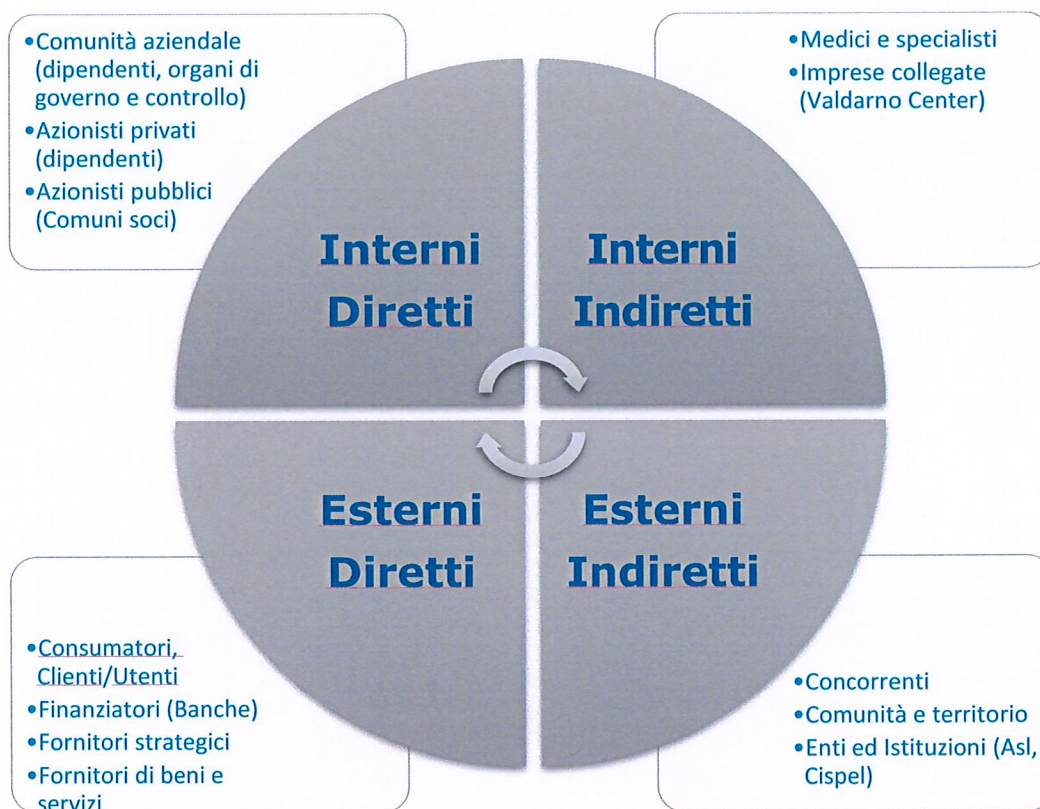 •Comunità aziendale
(dipendenti, organi di
governo e controllo)
•Azionisti privati
(dipendenti)
•Azionisti pubblici
(Comuni soci)
•Medici e specialisti
•Imprese collegate
(Valdarno Center)
Interni
Diretti
Interni
Indiretti
Esterni
Diretti
Esterni
Indiretti
•Consumatori,
Clienti/Utenti
•Finanziatori (Banche)
•Fornitori strategici
•Fornitori di beni e
servizi
•Concorrenti
•Comunità e territorio
•Enti ed Istituzioni (Asl,
Cispel)